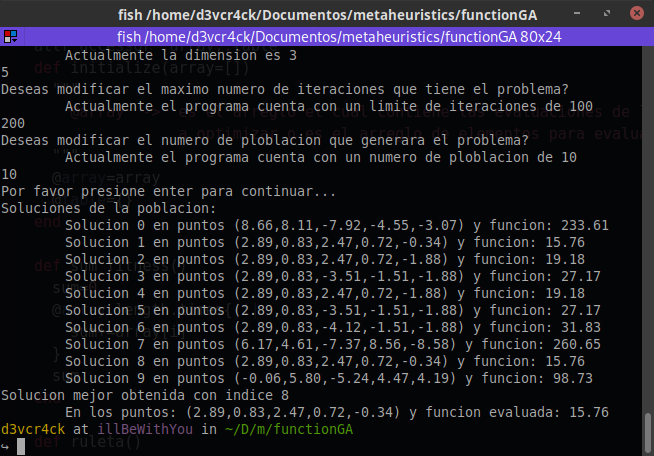 fish /home/d3vcr4ck/Documentos/metaheuristics/functionGA
fish /home/d3vcr4ck/Documentos/metaheuristics/functionGA 80x24
Actualmente la dimension es 3
5
Deseas modificar el maximo numero de iteraciones que tiene el problema?
Actualmente el programa cuenta con un limite de iteraciones de 100
200
Deseas modificar el numero de ploblacion que generara el problema?
Actualmente el programa cuenta con un numero de ploblacion de 10
10
Por favor presione enter para continuar...
Soluciones de la poblacion:
Solucion 0 en puntos (8.66,8.11,-7.92,-4.55,-3.07) y funcion: 233.61
Solucion 1 en puntos (2.89,0.83,2.47,0.72,-0.34) y funcion: 15.76
Solucion 2 en puntos (2.89,0.83,2.47,0.72,-1.88) y funcion: 19.18
Solucion 3 en puntos (2.89,0.83,-3.51,-1.51,-1.88) y funcion: 27.17
Solucion 4 en puntos (2.89,0.83,2.47,0.72,-1.88) y funcion: 19.18
Solucion 5 en puntos (2.89,0.83,-3.51,-1.51,-1.88) y funcion: 27.17
Solucion 6 en puntos (2.89,0.83,-4.12,-1.51,-1.88) y funcion: 31.83
Solucion 7 en puntos (6.17,4.61,-7.37,8.56,-8.58) y funcion: 260.65
Solucion 8 en puntos (2.89,0.83,2.47,0.72,-0.34) y funcion: 15.76
Solucion 9 en puntos (-0.06,5.80,-5.24,4.47,4.19) y funcion: 98.73
Solucion mejor obtenida con indice 8
En los puntos: (2.89,0.83,2.47,0.72,-0.34) y funcion evaluada: 15.76
d3vcr4ck at illBeWithYou in ~/D/m/functionGA
↪
def initialize(array=[])
@array=array
end
def ruleta()